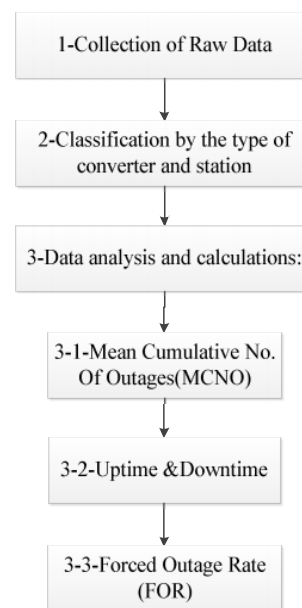 1-Collection of Raw Data
2-Classification by the type of
converter and station
3-Data analysis and calculations:
3-1-Mean Cumulative No.
Of Outages(MCNO)
3-2-Uptime &Downtime
3-3-Forced Outage Rate
(FOR)